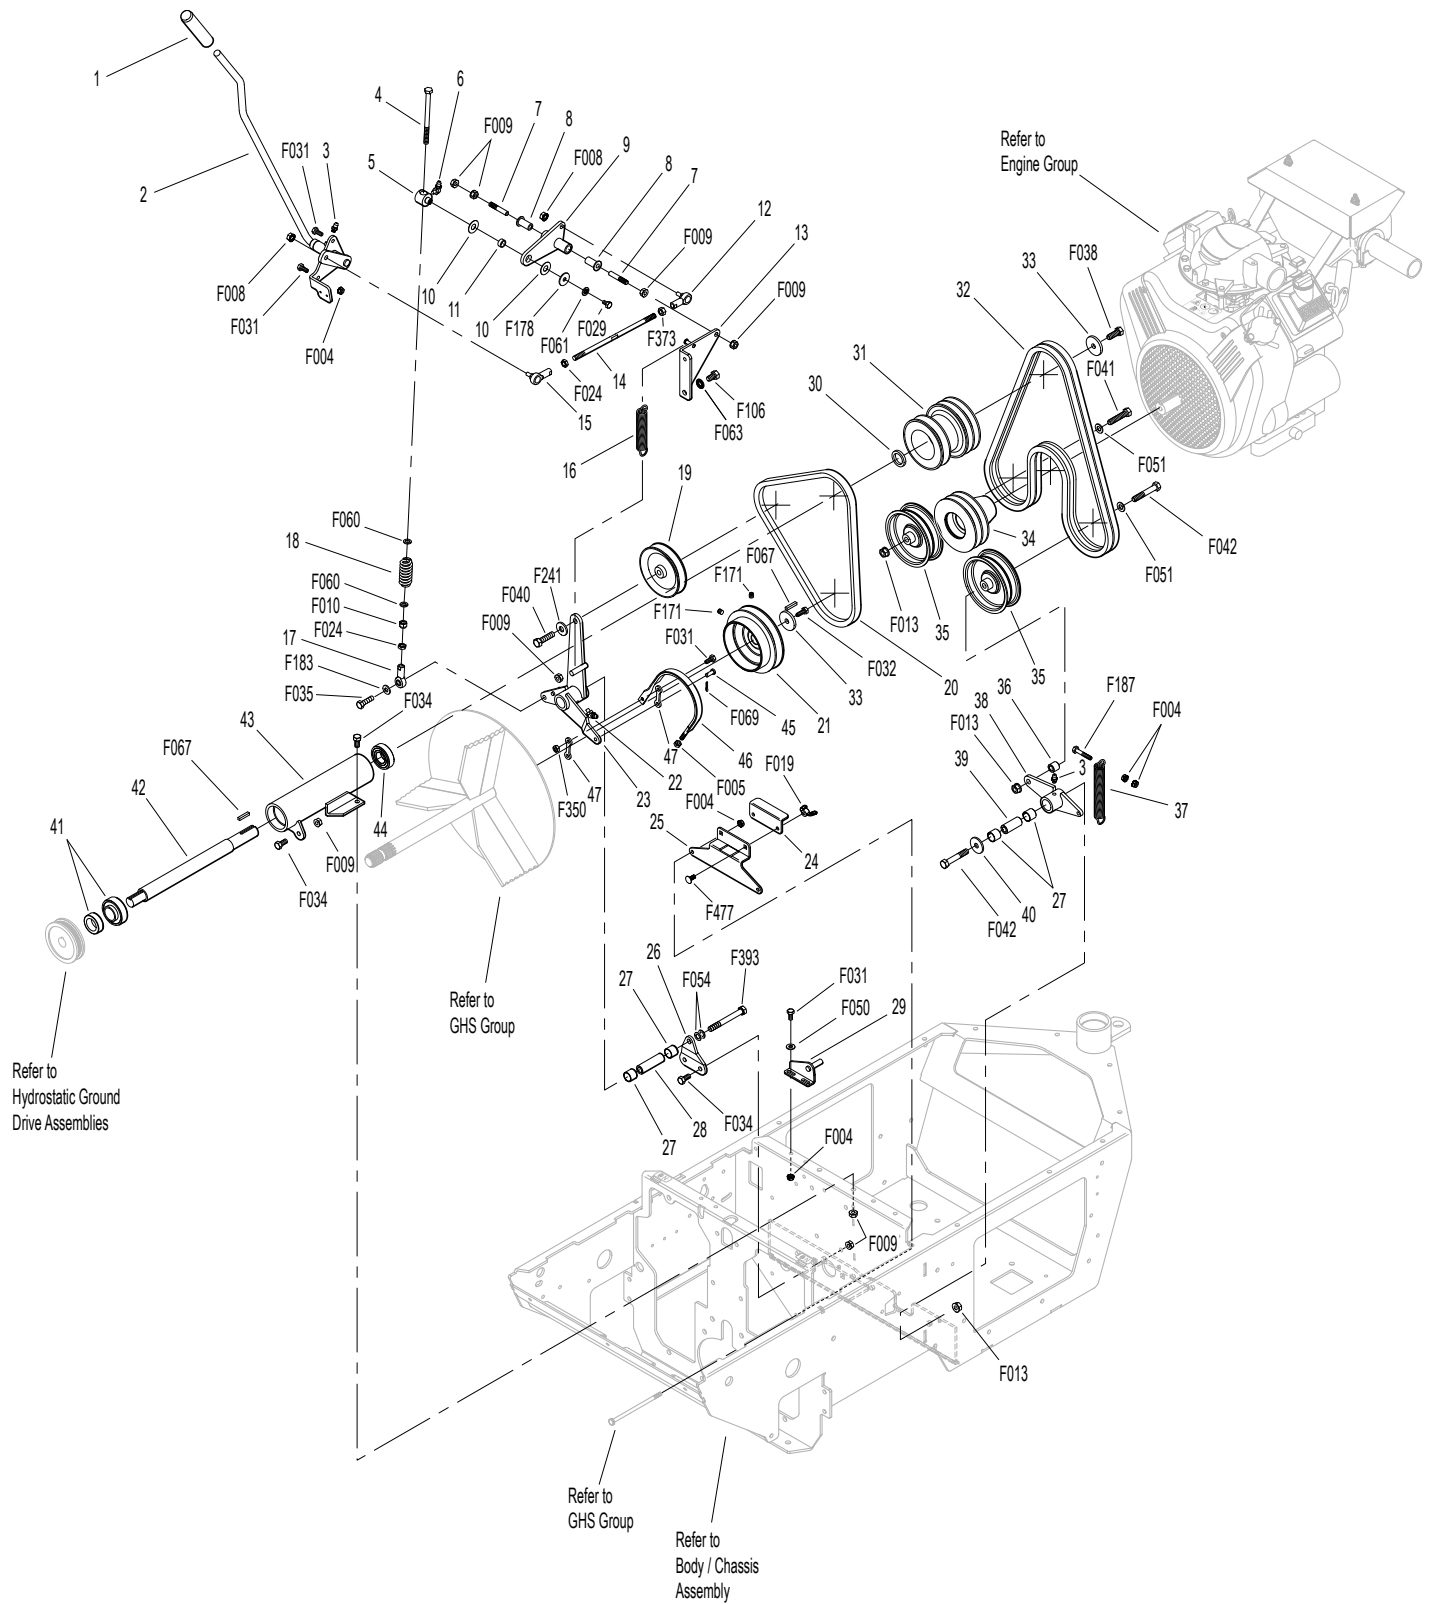 1
2
F031
3
4
5
6
F009
7
8
F008
9
8
7
12
F009
13
Refer to
Engine Group
F008
F031
F004
10
11
10
F178
F061
F029
F373
14
F024
15
F009
F106
F063
16
F038
33
32
F041
31
30
F051
F042
F051
34
35
F013
35
19
F067
F171
F171
F241
F040
F009
F031
F032
33
20
21
45
F069
47
46
F060
18
F060
F010
F024
17
F183
F035
F034
43
F067
42
41
44
F009
F034
F350
47
23
22
F005
F004
25
F019
24
F477
36
38
F013
39
3
F187
F004
37
27
40
F042
Refer to
GHS Group
Refer to
Hydrostatic Ground
Drive Assemblies
26
27
F054
F393
F031
F050
29
F034
28
27
F004
F009
F013
Refer to
GHS Group
Refer to
Body / Chassis
Assembly